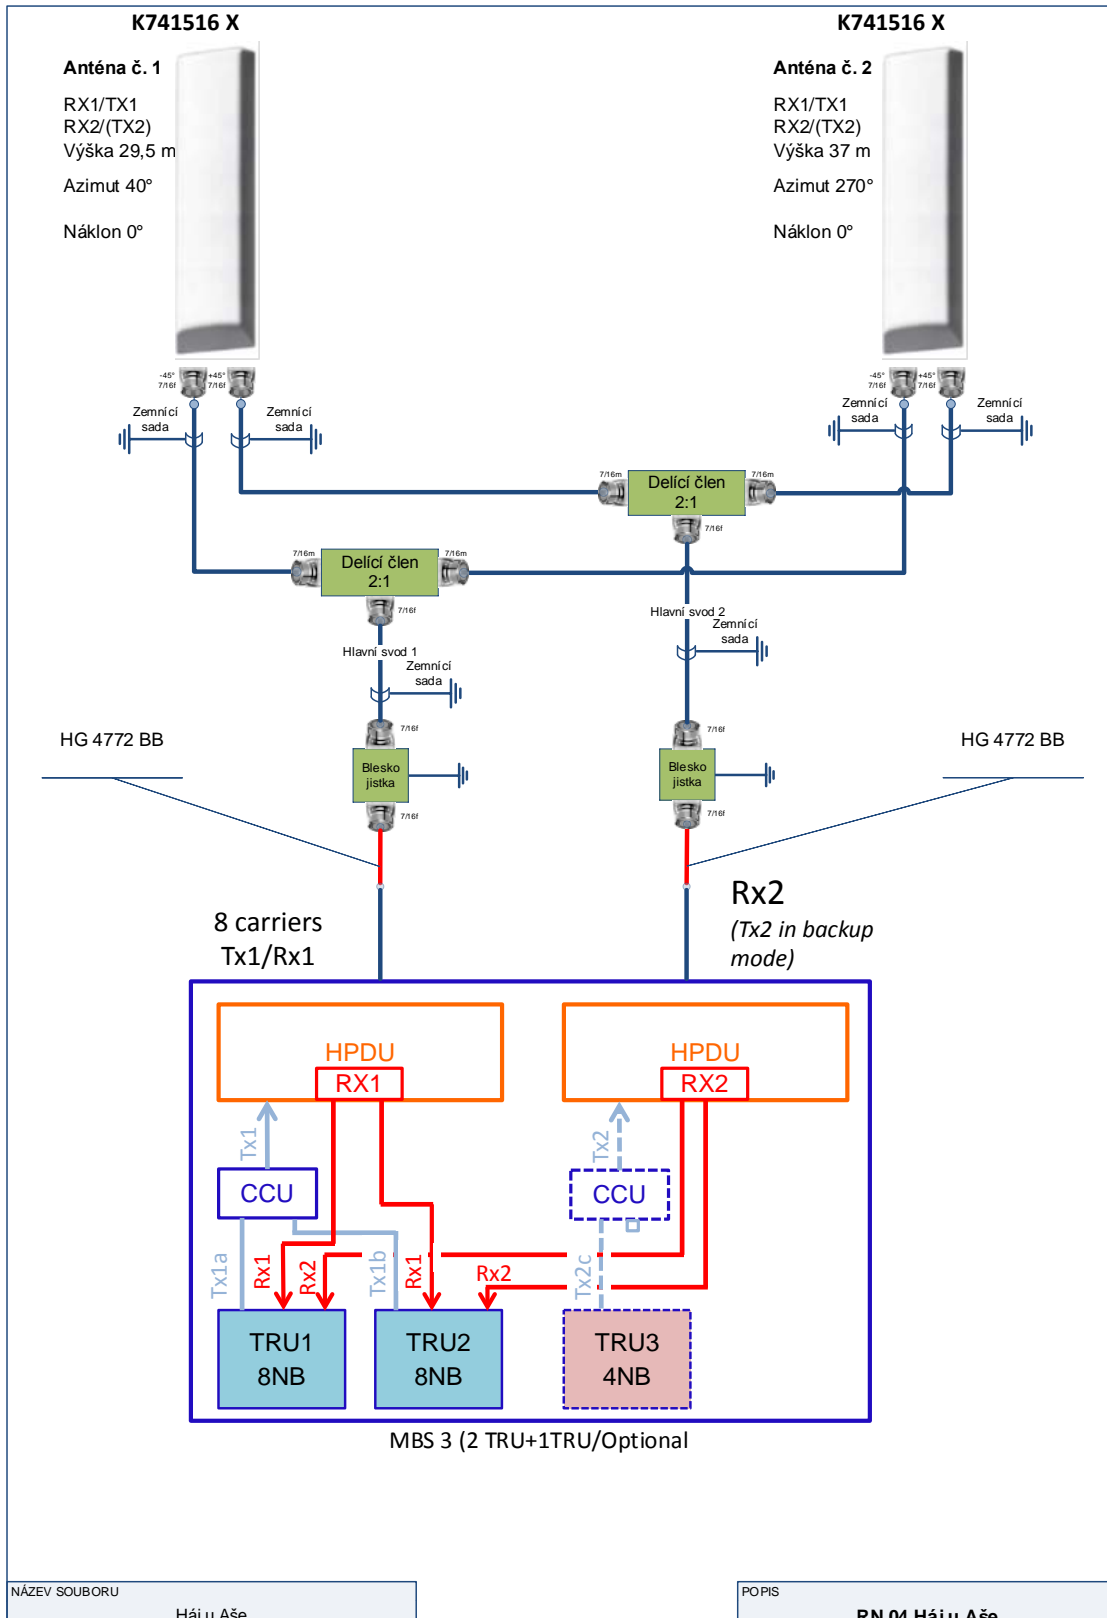 K741516 X
K741516 X
Anténa č. 1
RX1/TX1
RX2/(TX2)
Výška 29,5 m
Azimut 40°
Náklon 0°
Anténa č. 2
RX1/TX1
RX2/(TX2)
Výška 37 m
Azimut 270°
Náklon 0°
-45°
7/16f
+45°
7/16f
-45°
7/16f
+45°
7/16f
Zemnící
sada
Zemnící
sada
Zemnící
sada
Zemnící
sada
7/16m
Delící člen
2:1
7/16m
7/16f
7/16m
Delící člen
2:1
7/16m
7/16f
Hlavní svod 2
Zemnící
sada
Hlavní svod 1
Zemnící
sada
7/16f
7/16f
HG 4772 BB
HG 4772 BB
Blesko
jistka
Blesko
jistka
7/16f
7/16f
8 carriers
Tx1/Rx1
Rx2
(Tx2 in backup
mode)
HPDU
RX1
HPDU
RX2
Tx1
Tx2
CCU
CCU
Tx1a
Rx1
Rx2
Tx1b
Rx1
Rx2
Tx2c
TRU1
8NB
TRU2
8NB
TRU3
4NB
MBS 3 (2 TRU+1TRU/Optional
NÁZEV SOUBORU
Háj u Aše
POPIS
RN 04 Háj u Aše